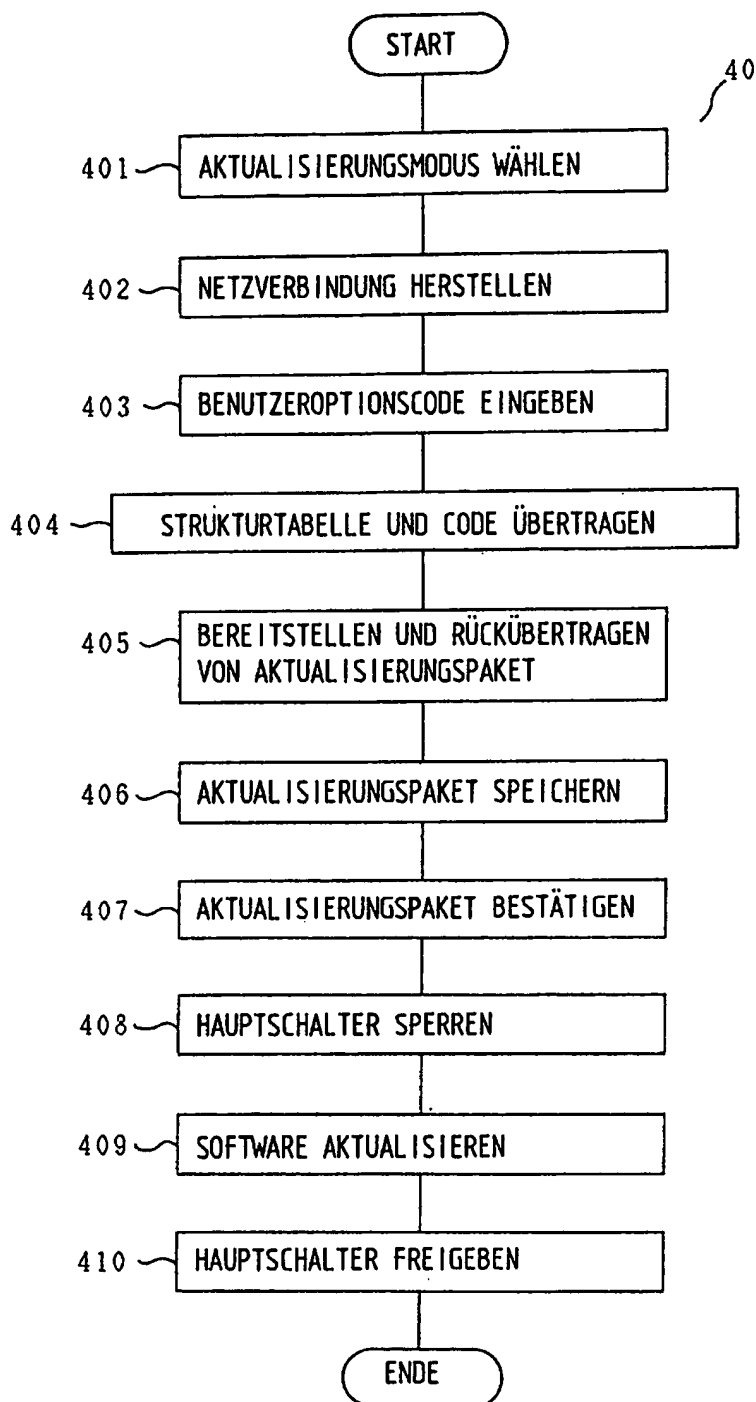 START
40
401 AKTUALISIERUNGSMODUS WÄHLEN
402 NETZVERBINDUNG HERSTELLEN
403 BENUTZEROPTIONSCODE EINGEBEN
404 STRUKTURTABELLE UND CODE ÜBERTRAGEN
405 BEREITSTELLEN UND RÜCKÜBERTRAGEN
VON AKTUALISIERUNGSPAKET
406 AKTUALISIERUNGSPAKET SPEICHERN
407 AKTUALISIERUNGSPAKET BESTÄTIGEN
408 HAUPTSCHALTER SPERREN
409 SOFTWARE AKTUALISIEREN
410 HAUPTSCHALTER FREIGEBEN
ENDE